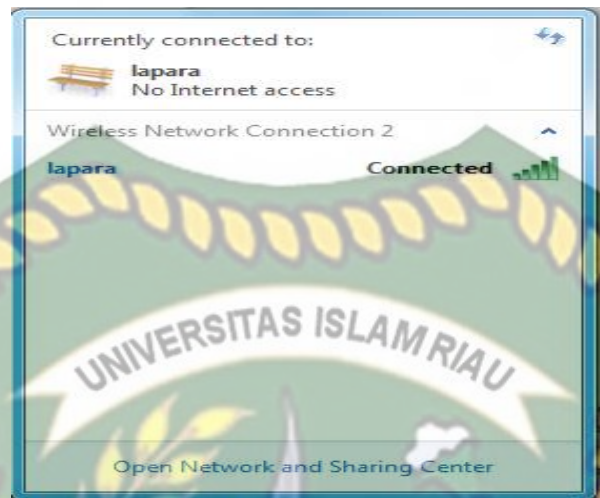 Currently connected to:
lapara
No Internet access
Wireless Network Connection 2
lapara Connected
UNIVERSITAS ISLAM RIAU
Open Network and Sharing Center